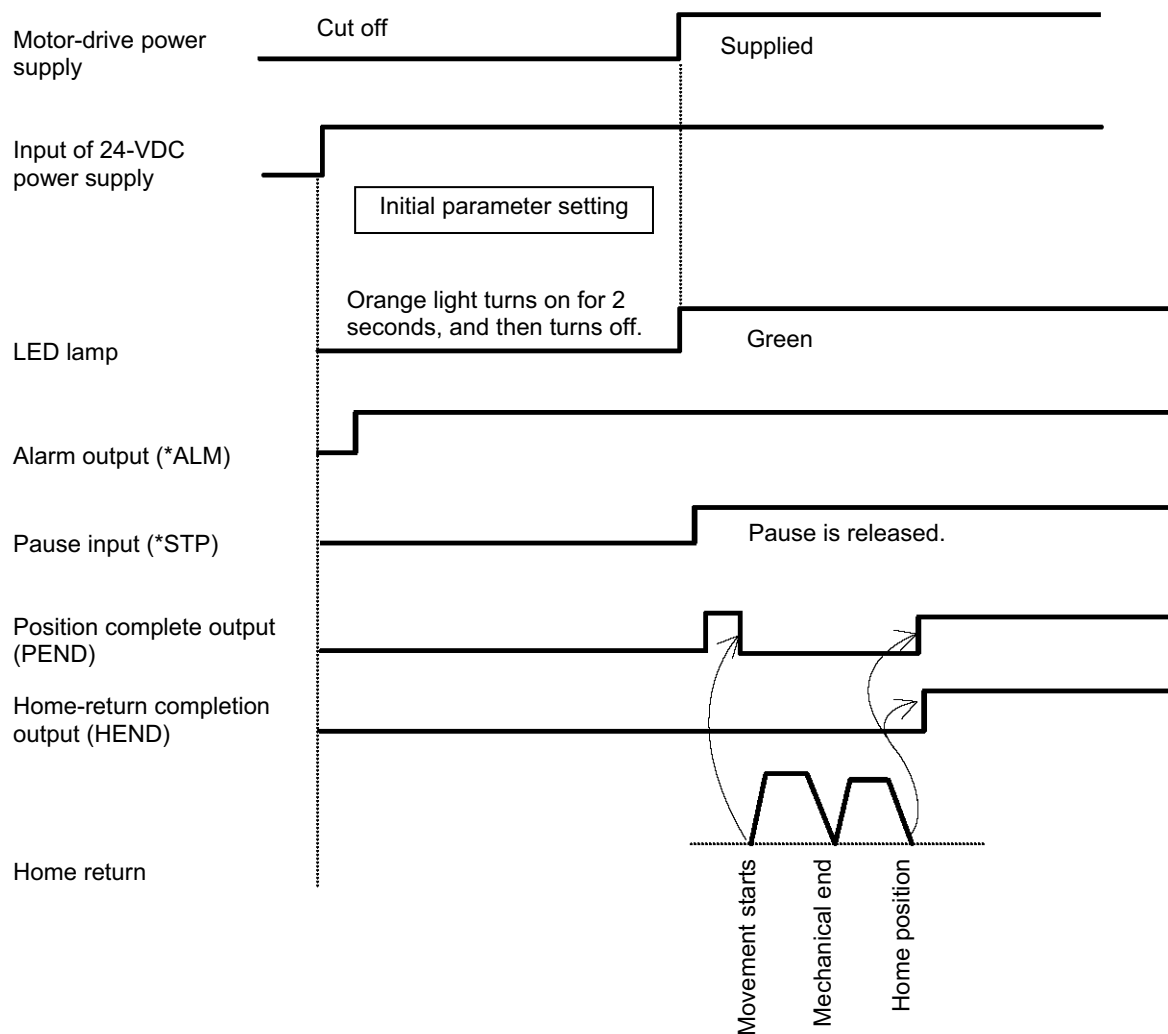 Motor-drive power
supply
Cut off
Supplied
Input of 24-VDC
power supply
Initial parameter setting
Orange light turns on for 2
seconds, and then turns off.
LED lamp
Green
Alarm output (*ALM)
Pause input (*STP)
Pause is released.
Position complete output
(PEND)
Home-return completion
output (HEND)
Home return
Movement starts
Mechanical end
Home position